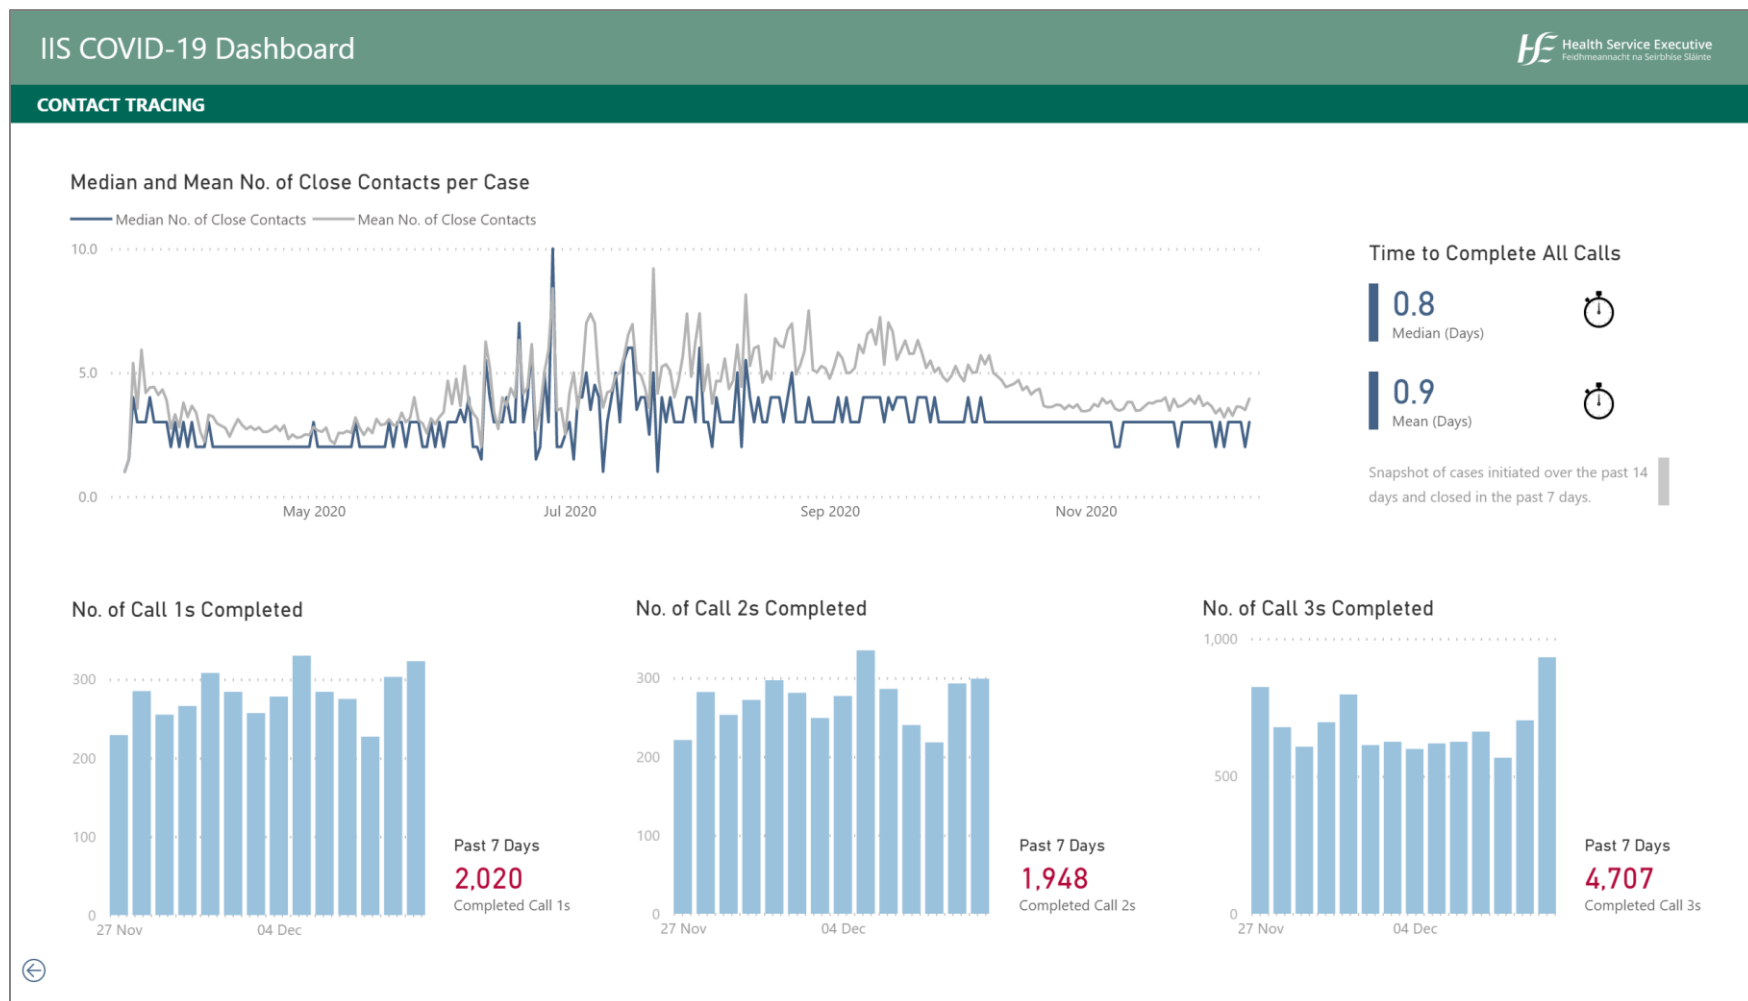 IIS COVID-19 Dashboard
Health Service Executive
Feidhmeannacht na Seirbhíse Sláinte
CONTACT TRACING
Median and Mean No. of Close Contacts per Case
Median No. of Close Contacts
Mean No. of Close Contacts
10.0
5.0
0.0
May 2020
Jul 2020
Sep 2020
Nov 2020
Time to Complete All Calls
0.8
Median (Days)
0.9
Mean (Days)
Snapshot of cases initiated over the past 14
days and closed in the past 7 days.
No. of Call 1s Completed
300
200
100
0
27 Nov
04 Dec
Past 7 Days
2,020
Completed Call 1s
No. of Call 2s Completed
300
200
100
0
27 Nov
04 Dec
Past 7 Days
1,948
Completed Call 2s
No. of Call 3s Completed
1,000
500
0
27 Nov
04 Dec
Past 7 Days
4,707
Completed Call 3s